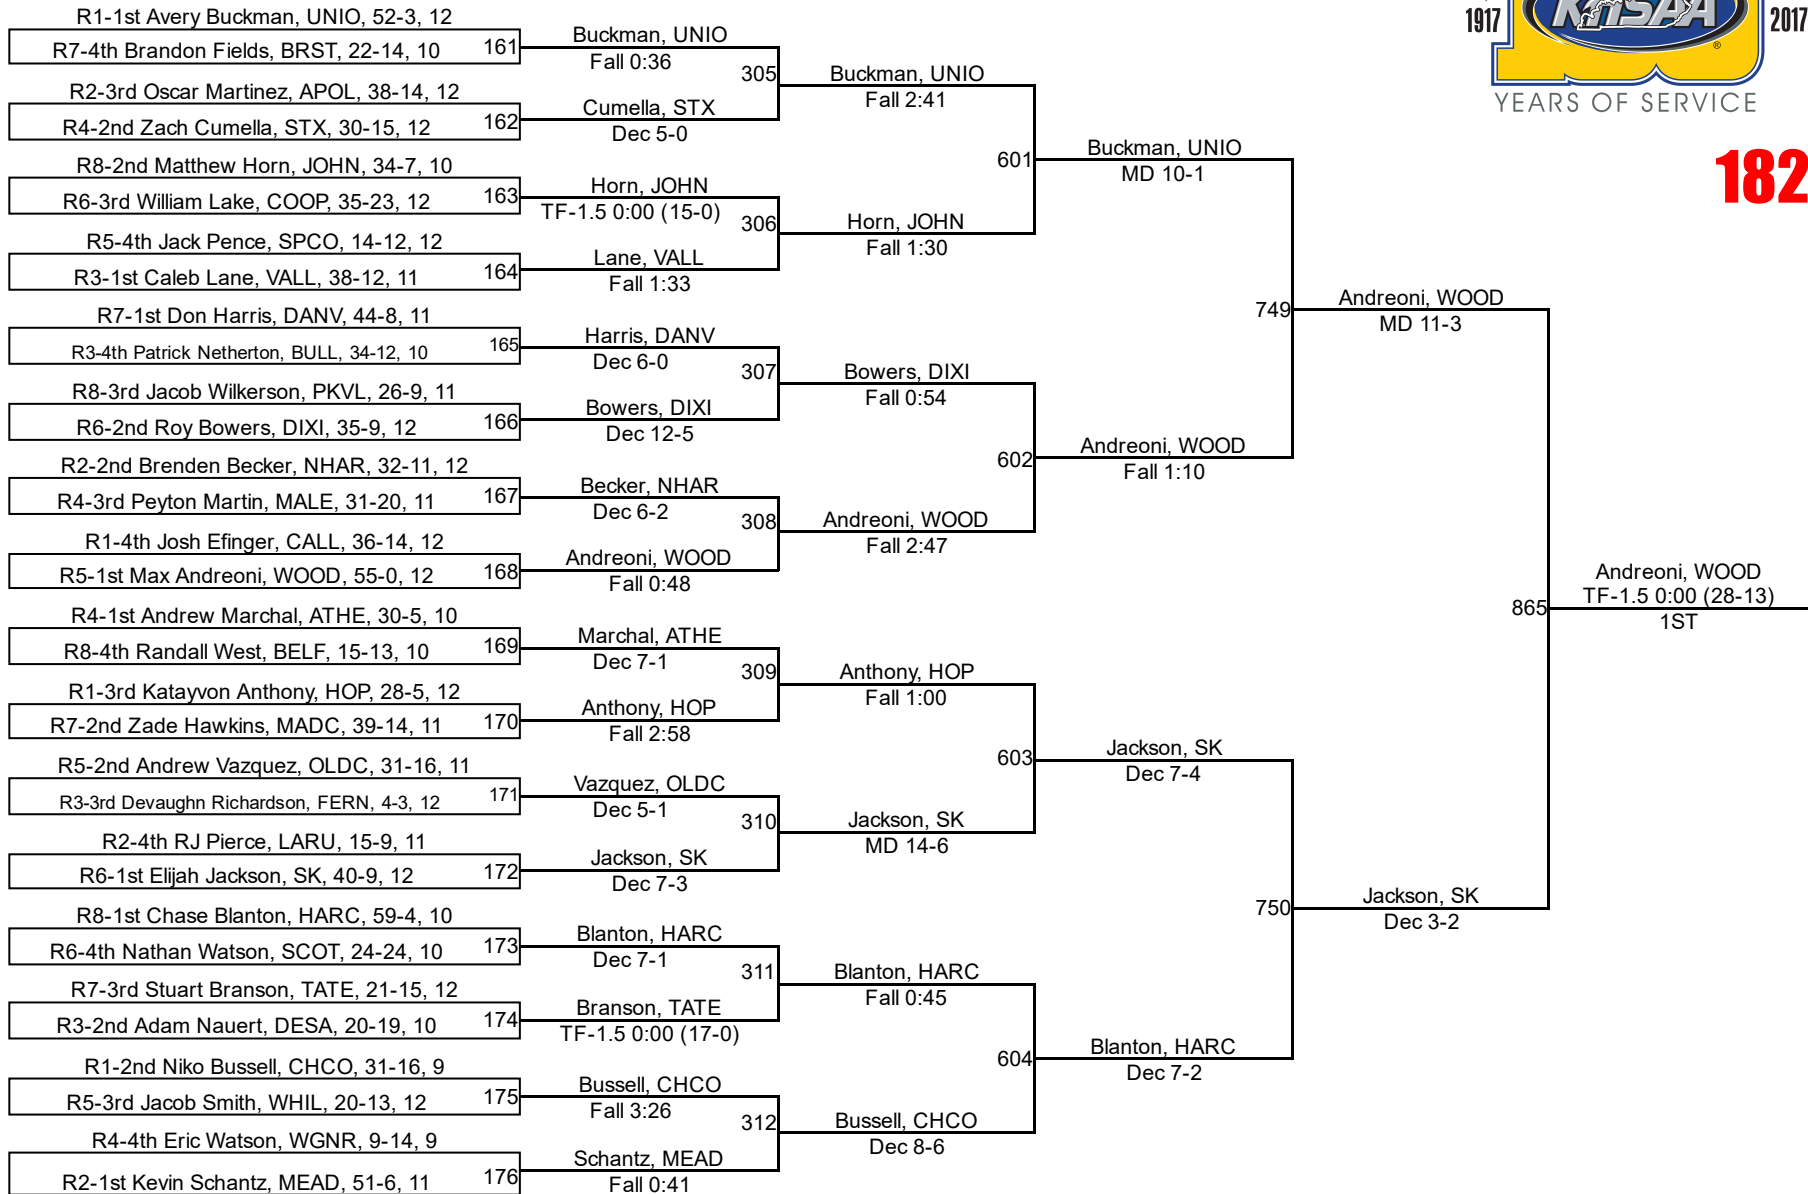 R1-1st Avery Buckman, UNIO, 52-3, 12
R7-4th Brandon Fields, BRST, 22-14, 10
161
R2-3rd Oscar Martinez, APOL, 38-14, 12
R4-2nd Zach Cumella, STX, 30-15, 12
162
R8-2nd Matthew Horn, JOHN, 34-7, 10
R6-3rd William Lake, COOP, 35-23, 12
163
R5-4th Jack Pence, SPCO, 14-12, 12
R3-1st Caleb Lane, VALL, 38-12, 11
164
R7-1st Don Harris, DANV, 44-8, 11
R3-4th Patrick Netherton, BULL, 34-12, 10
165
R8-3rd Jacob Wilkerson, PKVL, 26-9, 11
R6-2nd Roy Bowers, DIXI, 35-9, 12
166
R2-2nd Brenden Becker, NHAR, 32-11, 12
R4-3rd Peyton Martin, MALE, 31-20, 11
167
R1-4th Josh Efinger, CALL, 36-14, 12
R5-1st Max Andreoni, WOOD, 55-0, 12
168
R4-1st Andrew Marchal, ATHE, 30-5, 10
R8-4th Randall West, BELF, 15-13, 10
169
R1-3rd Katayvon Anthony, HOP, 28-5, 12
R7-2nd Zade Hawkins, MADC, 39-14, 11
170
R5-2nd Andrew Vazquez, OLDC, 31-16, 11
R3-3rd Devaughn Richardson, FERN, 4-3, 12
171
R2-4th RJ Pierce, LARU, 15-9, 11
R6-1st Elijah Jackson, SK, 40-9, 12
172
R8-1st Chase Blanton, HARC, 59-4, 10
R6-4th Nathan Watson, SCOT, 24-24, 10
173
R7-3rd Stuart Branson, TATE, 21-15, 12
R3-2nd Adam Nauert, DESA, 20-19, 10
174
R1-2nd Niko Bussell, CHCO, 31-16, 9
R5-3rd Jacob Smith, WHIL, 20-13, 12
175
R4-4th Eric Watson, WGNR, 9-14, 9
R2-1st Kevin Schantz, MEAD, 51-6, 11
176
Buckman, UNIO
Fall 0:36
305
Cumella, STX
Dec 5-0
Horn, JOHN
TF-1.5 0:00 (15-0)
306
Lane, VALL
Fall 1:33
Harris, DANV
Dec 6-0
307
Bowers, DIXI
Dec 12-5
Becker, NHAR
Dec 6-2
308
Andreoni, WOOD
Fall 0:48
Marchal, ATHE
Dec 7-1
309
Anthony, HOP
Fall 2:58
Vazquez, OLDC
Dec 5-1
310
Jackson, SK
Dec 7-3
Blanton, HARC
Dec 7-1
311
Branson, TATE
TF-1.5 0:00 (17-0)
Bussell, CHCO
Fall 3:26
312
Schantz, MEAD
Fall 0:41
Buckman, UNIO
Fall 2:41
601
Horn, JOHN
Fall 1:30
Bowers, DIXI
Fall 0:54
602
Andreoni, WOOD
Fall 2:47
Anthony, HOP
Fall 1:00
603
Jackson, SK
MD 14-6
Blanton, HARC
Fall 0:45
604
Bussell, CHCO
Dec 8-6
Buckman, UNIO
MD 10-1
749
Andreoni, WOOD
Fall 1:10
Jackson, SK
Dec 7-4
750
Blanton, HARC
Dec 7-2
Andreoni, WOOD
MD 11-3
865
Jackson, SK
Dec 3-2
Andreoni, WOOD
TF-1.5 0:00 (28-13)
1ST
1917
KHSAA
®
2017
YEARS OF SERVICE
182